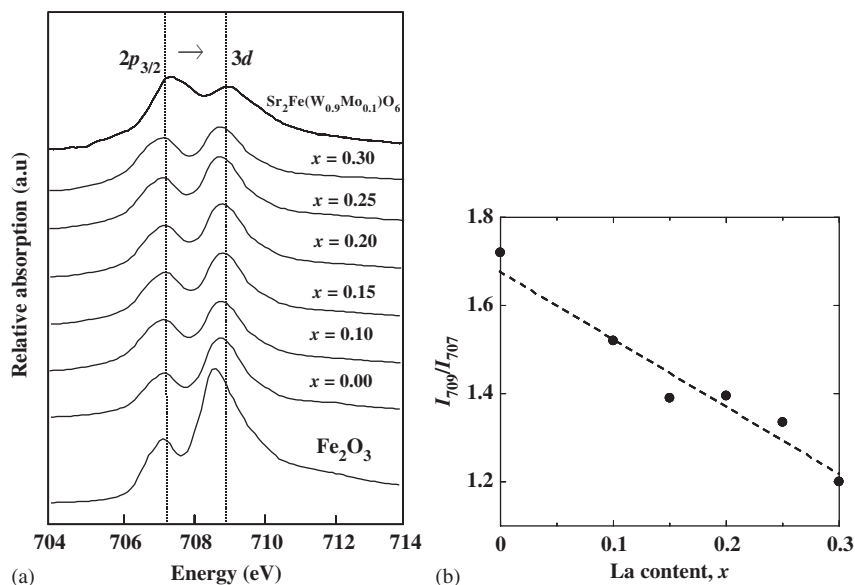 2p3/2 → 3d
Sr2Fe(W0.9Mo0.1)O6
x = 0.30
x = 0.25
x = 0.20
x = 0.15
x = 0.10
x = 0.00
Fe2O3
Relative absorption (a.u)
704 706 708 710 712 714
Energy (eV)
(a)
1.8
1.6
1.4
1.2
I709/I707
0 0.1 0.2 0.3
La content, x
(b)